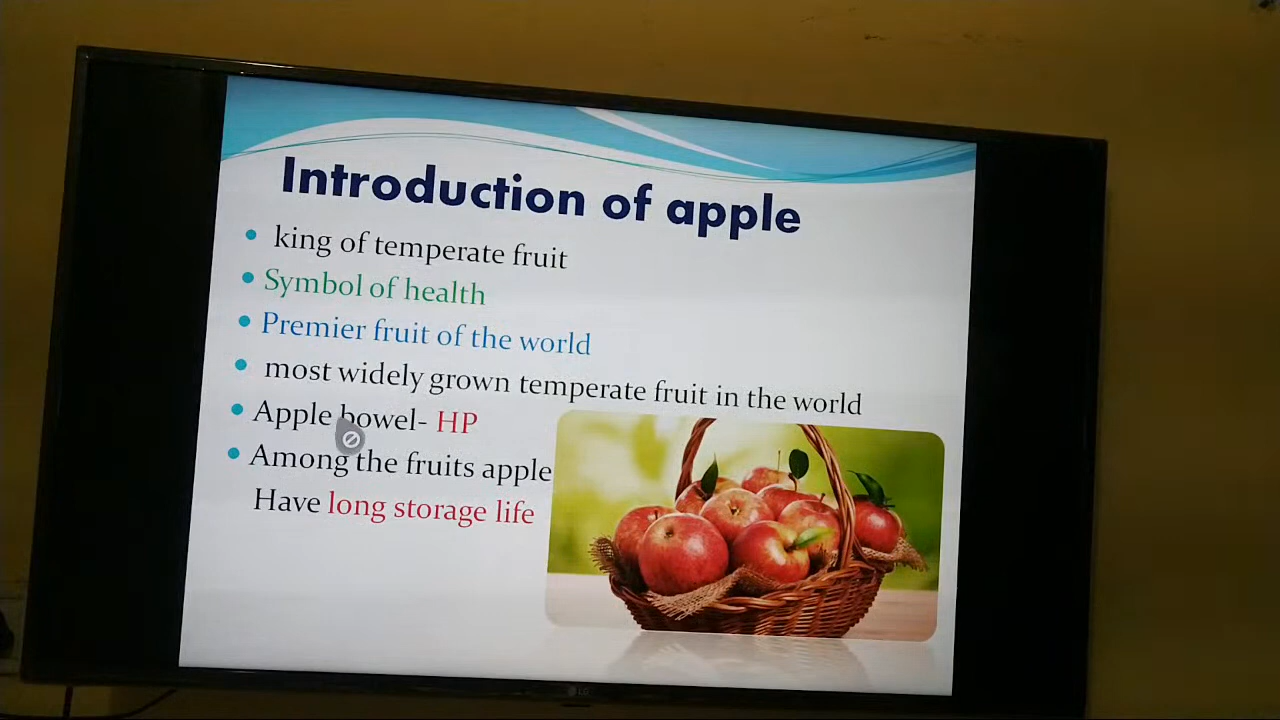 Introduction of apple
king of temperate fruit
Symbol of health
Premier fruit of the world
most widely grown temperate fruit in the world
Apple bowel- HP
Among the fruits apple
Have long storage life
LG